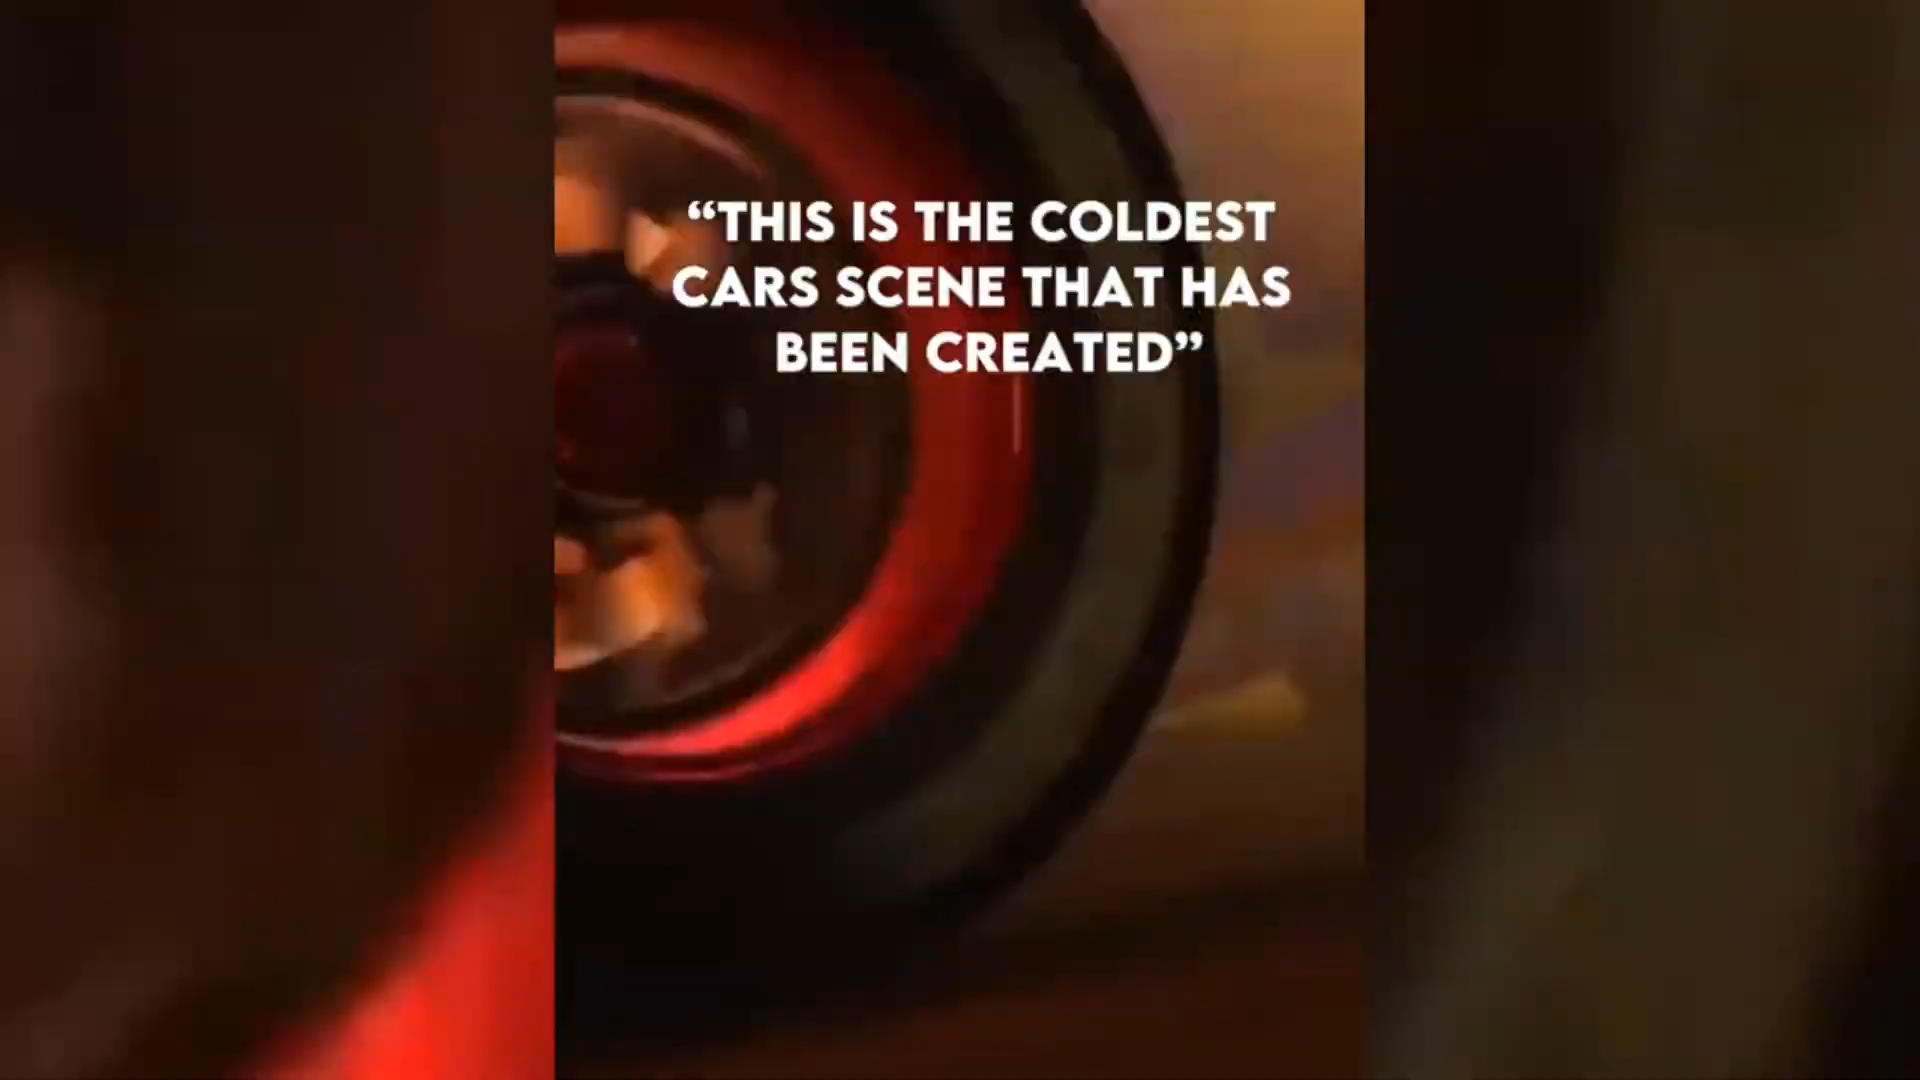 “THIS IS THE COLDEST
CARS SCENE THAT HAS
BEEN CREATED”